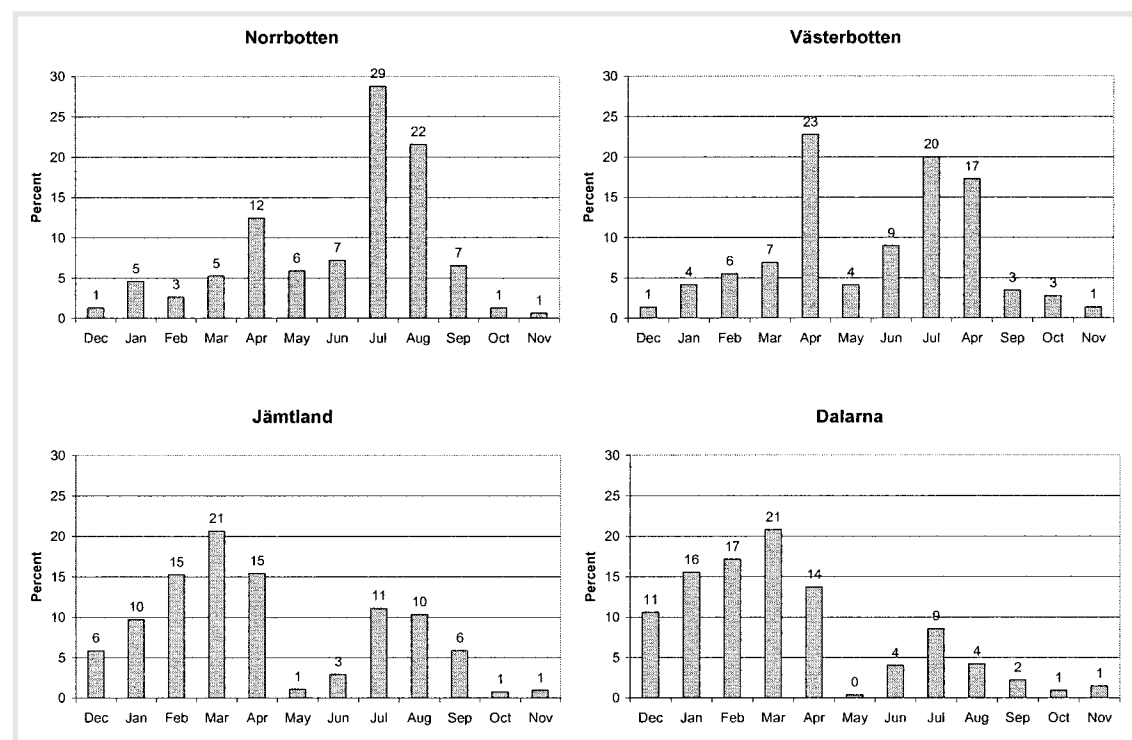 Norrbotten
30
25
20
15
10
5
0
Percent
1 5 3 5 12 6 7 29 22 7 1 1
Dec Jan Feb Mar Apr May Jun Jul Aug Sep Oct Nov
Västerbotten
30
25
20
15
10
5
0
Percent
1 4 6 7 23 4 9 20 17 3 3 1
Dec Jan Feb Mar Apr May Jun Jul Apr Sep Oct Nov
Jämtland
30
25
20
15
10
5
0
Percent
6 10 15 21 15 1 3 11 10 6 1 1
Dec Jan Feb Mar Apr May Jun Jul Aug Sep Oct Nov
Dalarna
30
25
20
15
10
5
0
Percent
11 16 17 21 14 0 4 9 4 2 1 1
Dec Jan Feb Mar Apr May Jun Jul Aug Sep Oct Nov